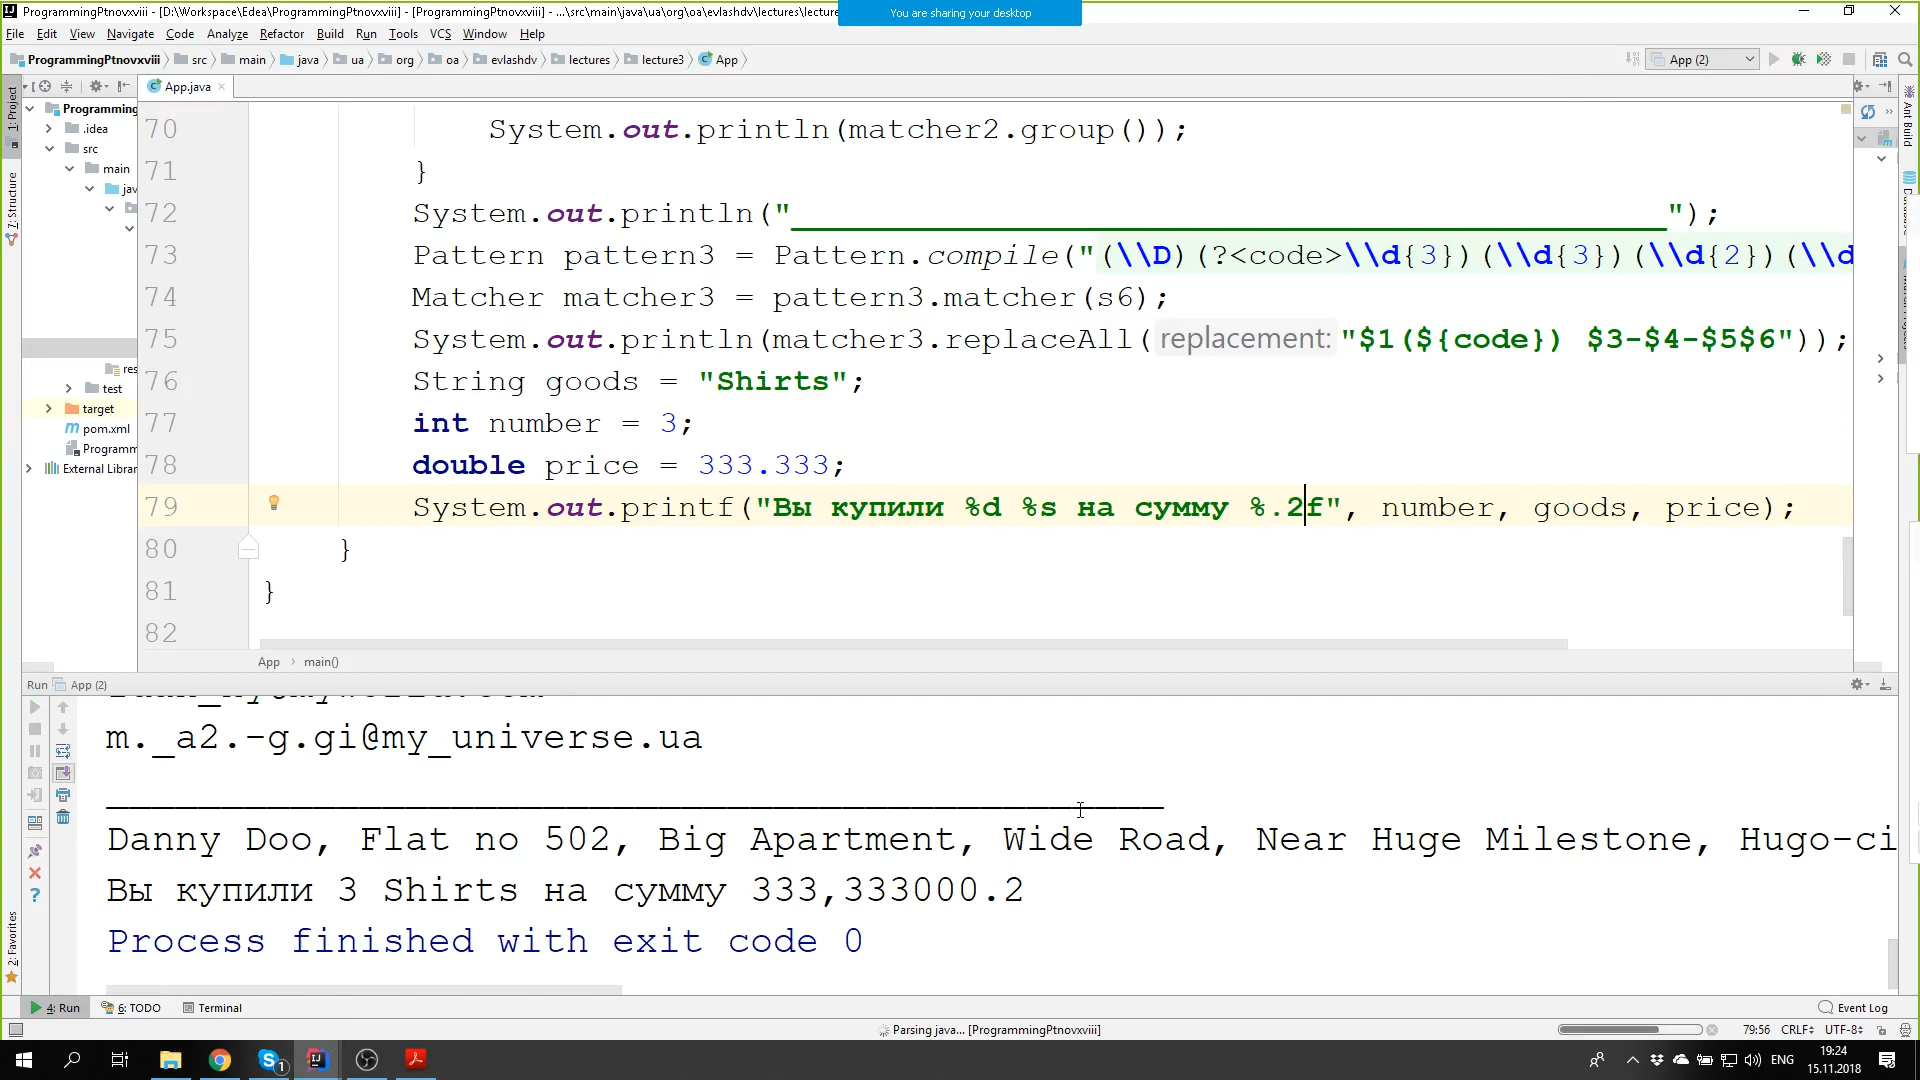 ProgrammingPtnovxviii - [D:\Workspace\Edea\ProgrammingPtnovxviii] - [ProgrammingPtnovxviii] - ...\src\main\java\ua\org\oa\evlashdv\lectures\lecture
You are sharing your desktop
File Edit View Navigate Code Analyze Refactor Build Run Tools VCS Window Help
ProgrammingPtnovxviii src main java ua org oa evlashdv lectures lecture3 App
App (2)
App.java
1: Project
7: Structure
2: Favorites
Ant Build
Programming
.idea
src
main
jav
res
test
target
pom.xml
Programm
External Librar
70 System.out.println(matcher2.group());
71 }
72 System.out.println("______________________________________________");
73 Pattern pattern3 = Pattern.compile("(\\D)(?<code>\\d{3})(\\d{3})(\\d{2})(\\d
74 Matcher matcher3 = pattern3.matcher(s6);
75 System.out.println(matcher3.replaceAll( replacement: "$1(${code}) $3-$4-$5$6"));
76 String goods = "Shirts";
77 int number = 3;
78 double price = 333.333;
79 System.out.printf("Вы купили %d %s на сумму %.2f", number, goods, price);
80 }
81 }
82
App main()
Run App (2)
m._a2.-g.gi@my_universe.ua
______________________________________________
Danny Doo, Flat no 502, Big Apartment, Wide Road, Near Huge Milestone, Hugo-ci
Вы купили 3 Shirts на сумму 333,333000.2
Process finished with exit code 0
4: Run 6: TODO Terminal Event Log
Parsing java... [ProgrammingPtnovxviii] 79:56 CRLF UTF-8
1
ENG
19:24
15.11.2018